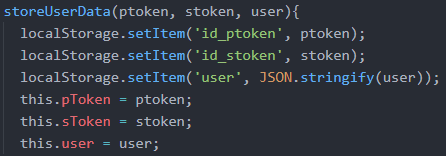 storeUserData(ptoken, stoken, user){
localStorage.setItem('id_ptoken', ptoken);
localStorage.setItem('id_stoken', stoken);
localStorage.setItem('user', JSON.stringify(user));
this.pToken = ptoken;
this.sToken = stoken;
this.user = user;